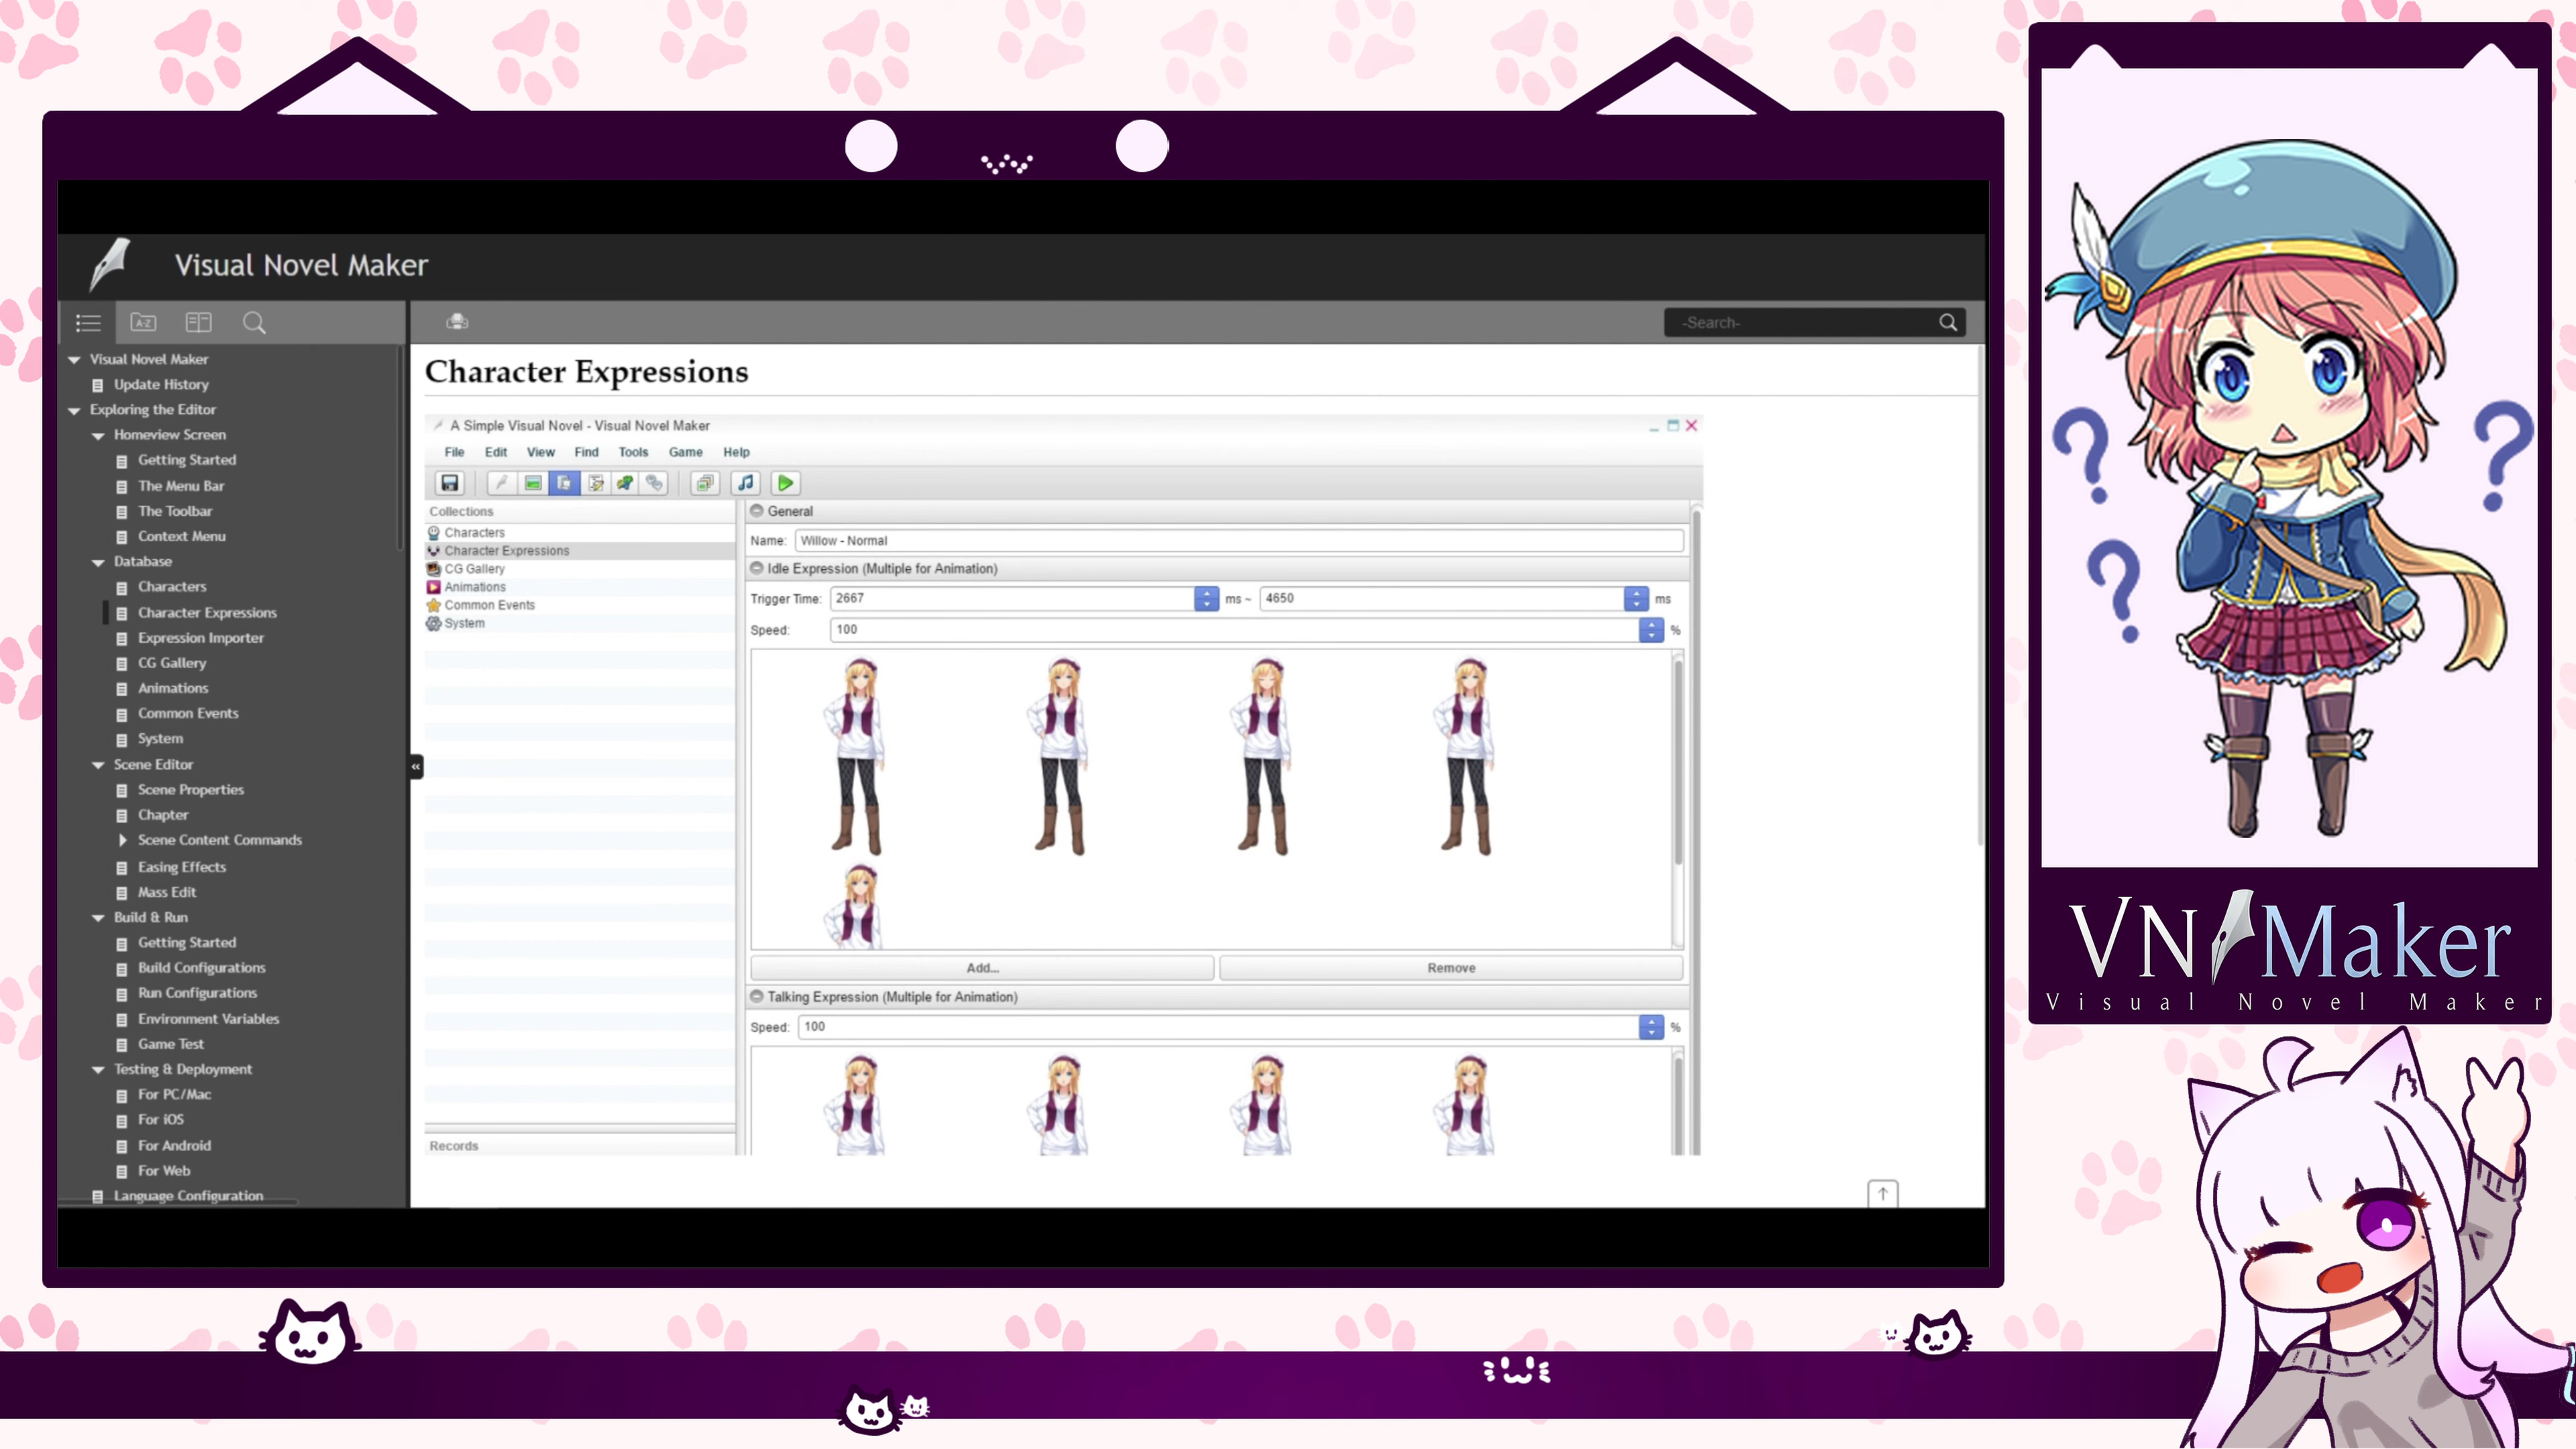 Visual Novel Maker
A-Z
-Search-
Visual Novel Maker
Update History
Exploring the Editor
Homeview Screen
Getting Started
The Menu Bar
The Toolbar
Context Menu
Database
Characters
Character Expressions
Expression Importer
CG Gallery
Animations
Common Events
System
Scene Editor
Scene Properties
Chapter
Scene Content Commands
Easing Effects
Mass Edit
Build & Run
Getting Started
Build Configurations
Run Configurations
Environment Variables
Game Test
Testing & Deployment
For PC/Mac
For iOS
For Android
For Web
Language Configuration
Character Expressions
A Simple Visual Novel - Visual Novel Maker
File Edit View Find Tools Game Help
Collections
Characters
Character Expressions
CG Gallery
Animations
Common Events
System
Records
General
Name: Willow - Normal
Idle Expression (Multiple for Animation)
Trigger Time: 2667 ms ~ 4650 ms
Speed: 100 %
Add... Remove
Talking Expression (Multiple for Animation)
Speed: 100 %
? ?
?
VN Maker
Visual Novel Maker